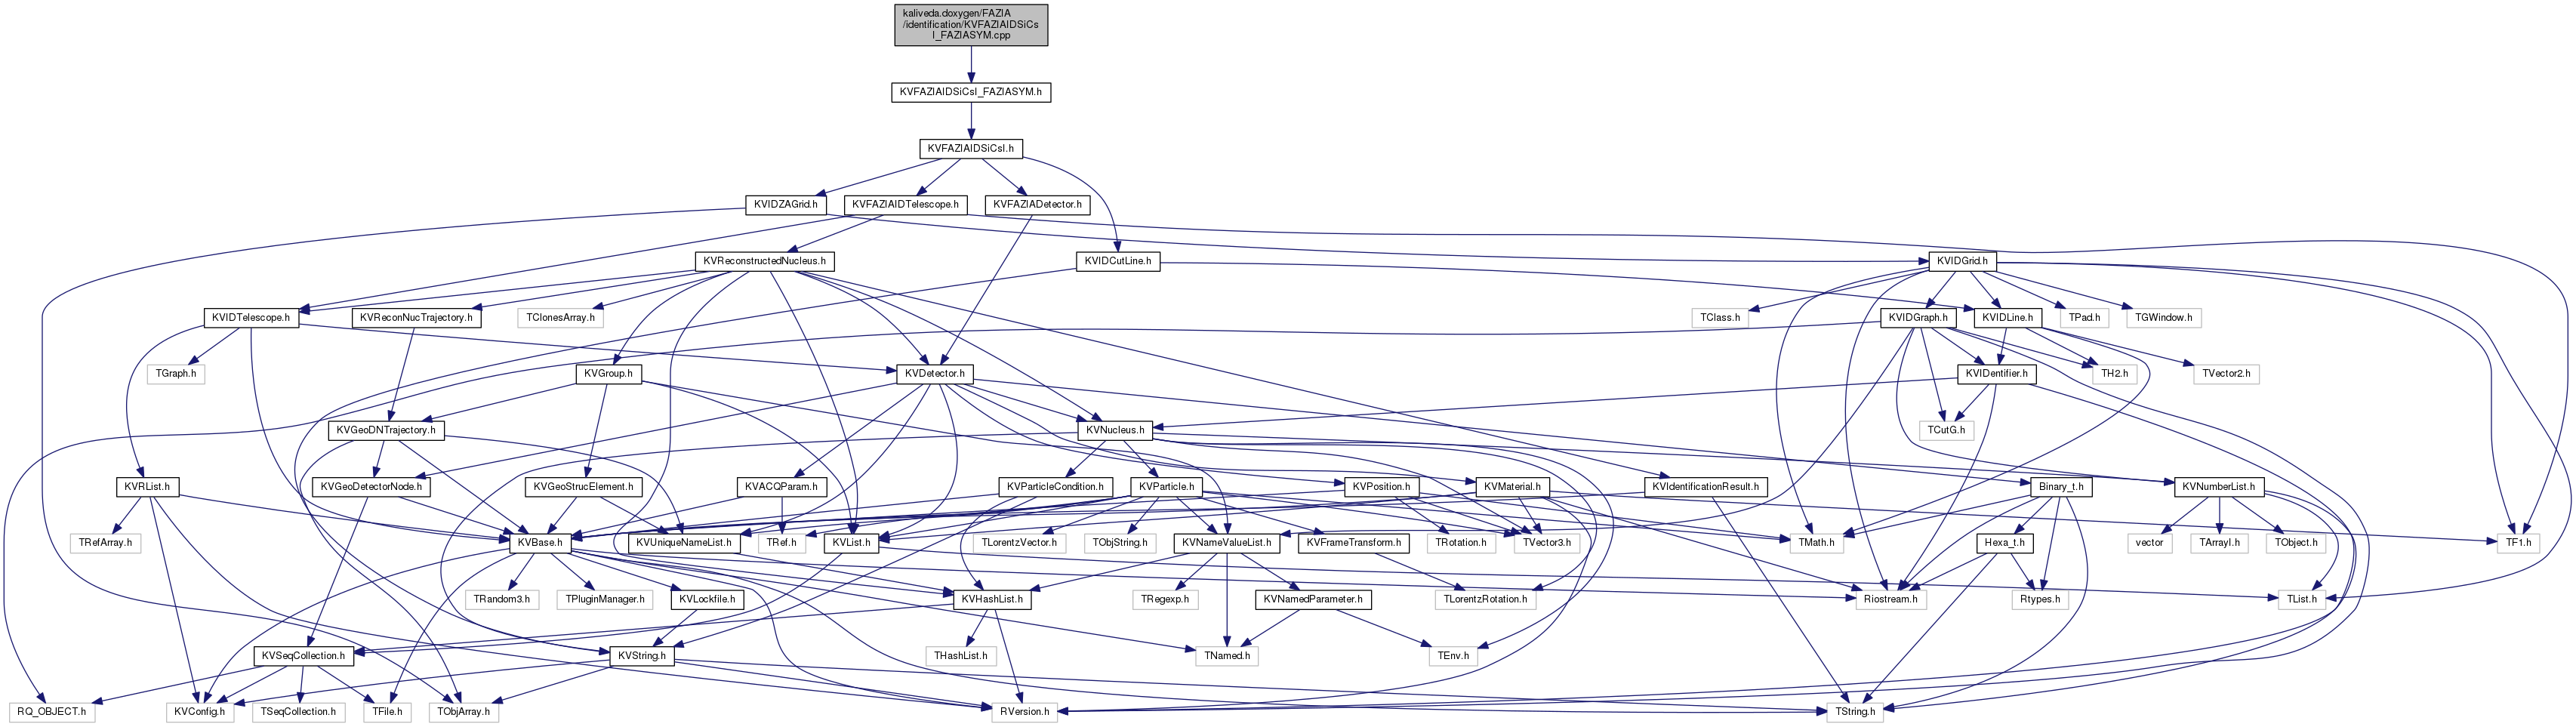 kaliveda.doxygen/FAZIA
/identification/KVFAZIAIDSiCs
I_FAZIASYM.cpp
KVFAZIAIDSiCsI_FAZIASYM.h
KVFAZIAIDSiCsI.h
KVIDZAGrid.h
KVFAZIAIDTelescope.h
KVFAZIADetector.h
KVReconstructedNucleus.h
KVIDCutLine.h
KVIDGrid.h
KVIDTelescope.h
KVReconNucTrajectory.h
TClonesArray.h
TClass.h
KVIDGraph.h
KVIDLine.h
TPad.h
TGWindow.h
TGraph.h
KVGroup.h
KVDetector.h
KVIDentifier.h
TH2.h
TVector2.h
KVGeoDNTrajectory.h
KVNucleus.h
TCutG.h
KVRList.h
KVGeoDetectorNode.h
KVGeoStrucElement.h
KVACQParam.h
KVParticleCondition.h
KVParticle.h
KVPosition.h
KVMaterial.h
KVIdentificationResult.h
Binary_t.h
KVNumberList.h
TRefArray.h
KVBase.h
KVUniqueNameList.h
TRef.h
KVList.h
TLorentzVector.h
TObjString.h
KVNameValueList.h
KVFrameTransform.h
TRotation.h
TVector3.h
TMath.h
Hexa_t.h
vector
TArrayI.h
TObject.h
TF1.h
TRandom3.h
TPluginManager.h
KVLockfile.h
KVHashList.h
TRegexp.h
KVNamedParameter.h
TLorentzRotation.h
Riostream.h
Rtypes.h
TList.h
KVSeqCollection.h
KVString.h
THashList.h
TNamed.h
TEnv.h
RQ_OBJECT.h
KVConfig.h
TSeqCollection.h
TFile.h
TObjArray.h
RVersion.h
TString.h